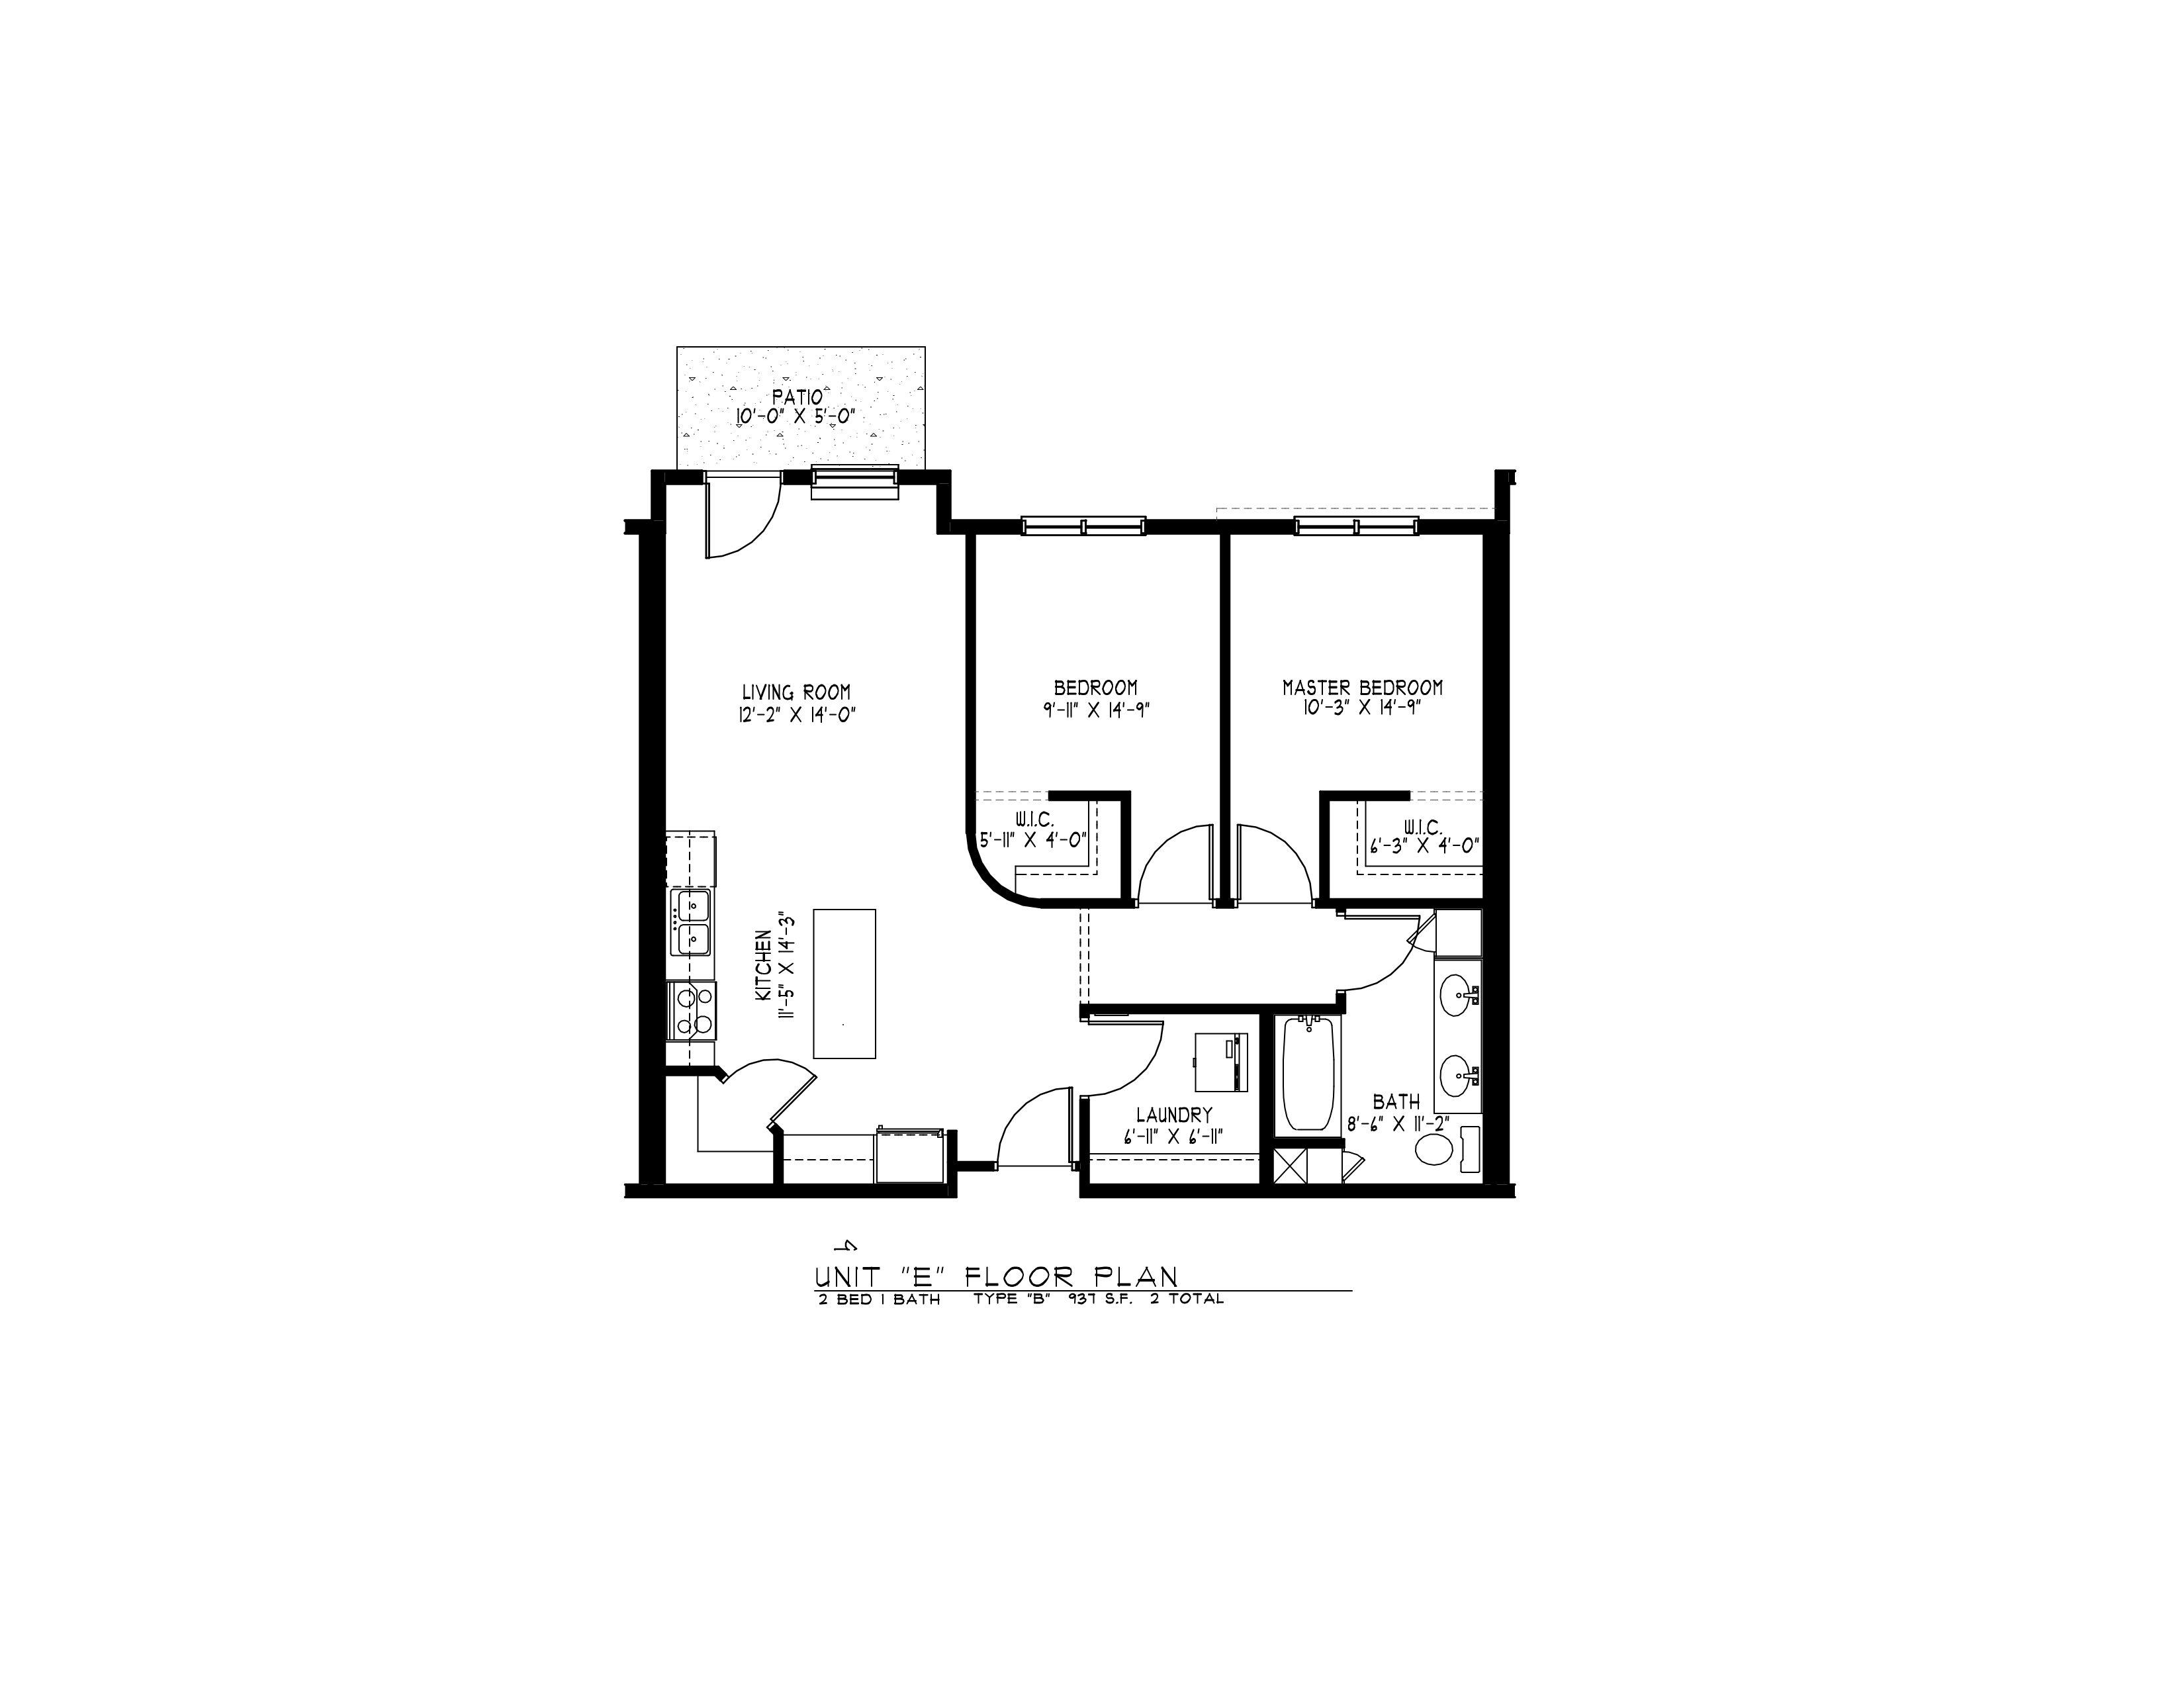 PATIO
10'-0" X 5'-0"
LIVING ROOM
12'-2" X 14'-0"
BEDROOM
9'-11" X 14'-9"
MASTER BEDROOM
10'-3" X 14'-9"
W.I.C.
5'-11" X 4'-0"
W.I.C.
6'-3" X 4'-0"
KITCHEN
11'-5" X 14'-3"
LAUNDRY
6'-11" X 6'-11"
BATH
8'-6" X 11'-2"
UNIT "E" FLOOR PLAN
2 BED 1 BATH TYPE "B" 937 S.F. 2 TOTAL